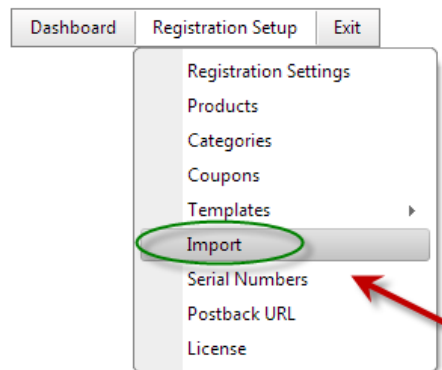 Dashboard Registration Setup Exit
Registration Settings
Products
Categories
Coupons
Templates
Import
Serial Numbers
Postback URL
License